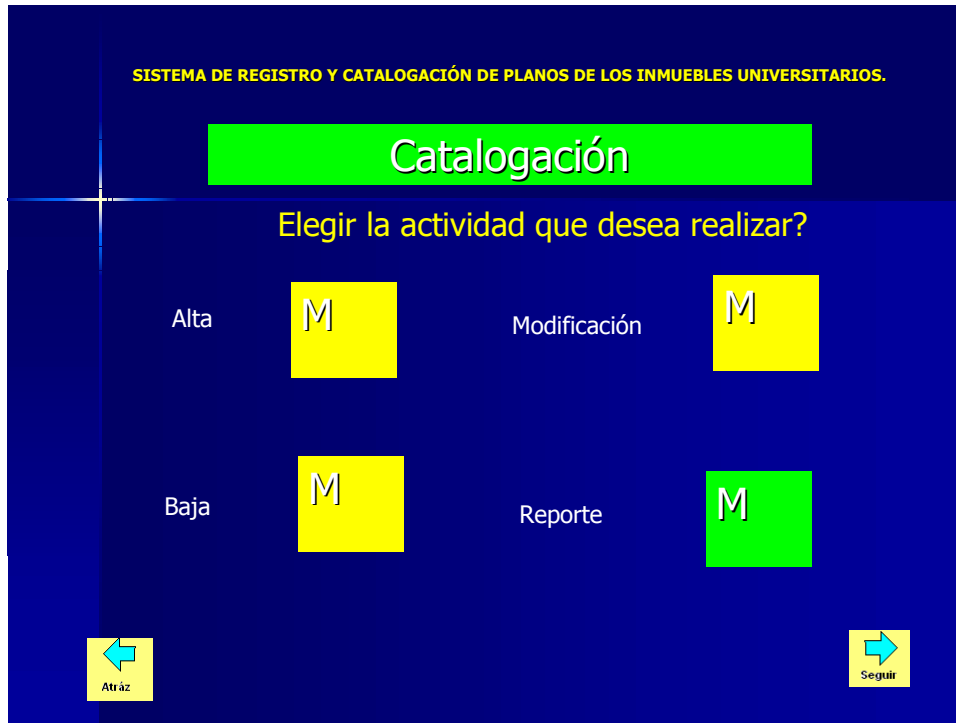 SISTEMA DE REGISTRO Y CATALOGACIÓN DE PLANOS DE LOS INMUEBLES UNIVERSITARIOS.
Catalogación
Elegir la actividad que desea realizar?
Alta
M
Modificación
M
Baja
M
Reporte
M
Atráz
Seguir